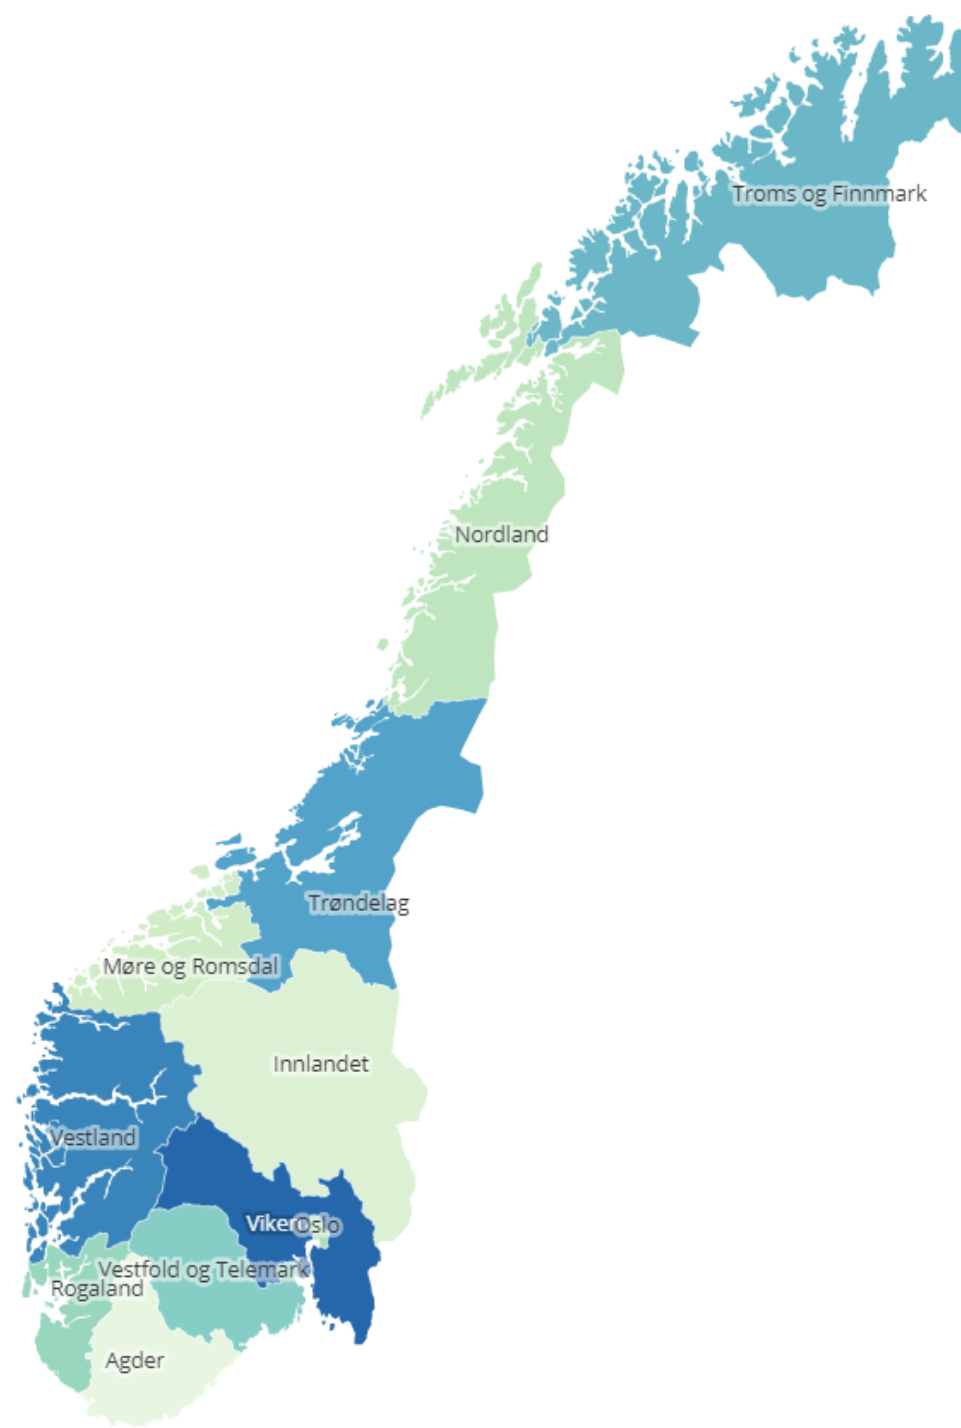 Troms og Finnmark
Nordland
Trøndelag
Møre og Romsdal
Innlandet
Vestland
Viken
Oslo
Vestfold og Telemark
Rogaland
Agder